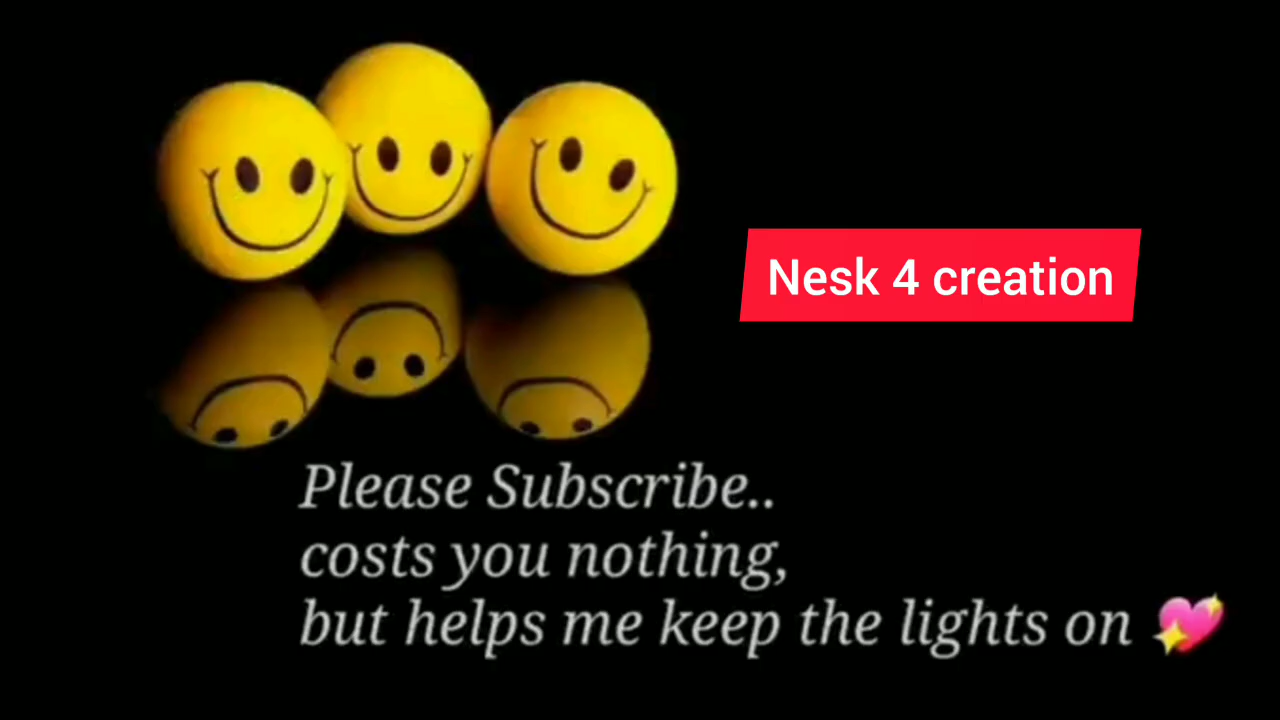 Nesk 4 creation
Please Subscribe..
costs you nothing,
but helps me keep the lights on 💖